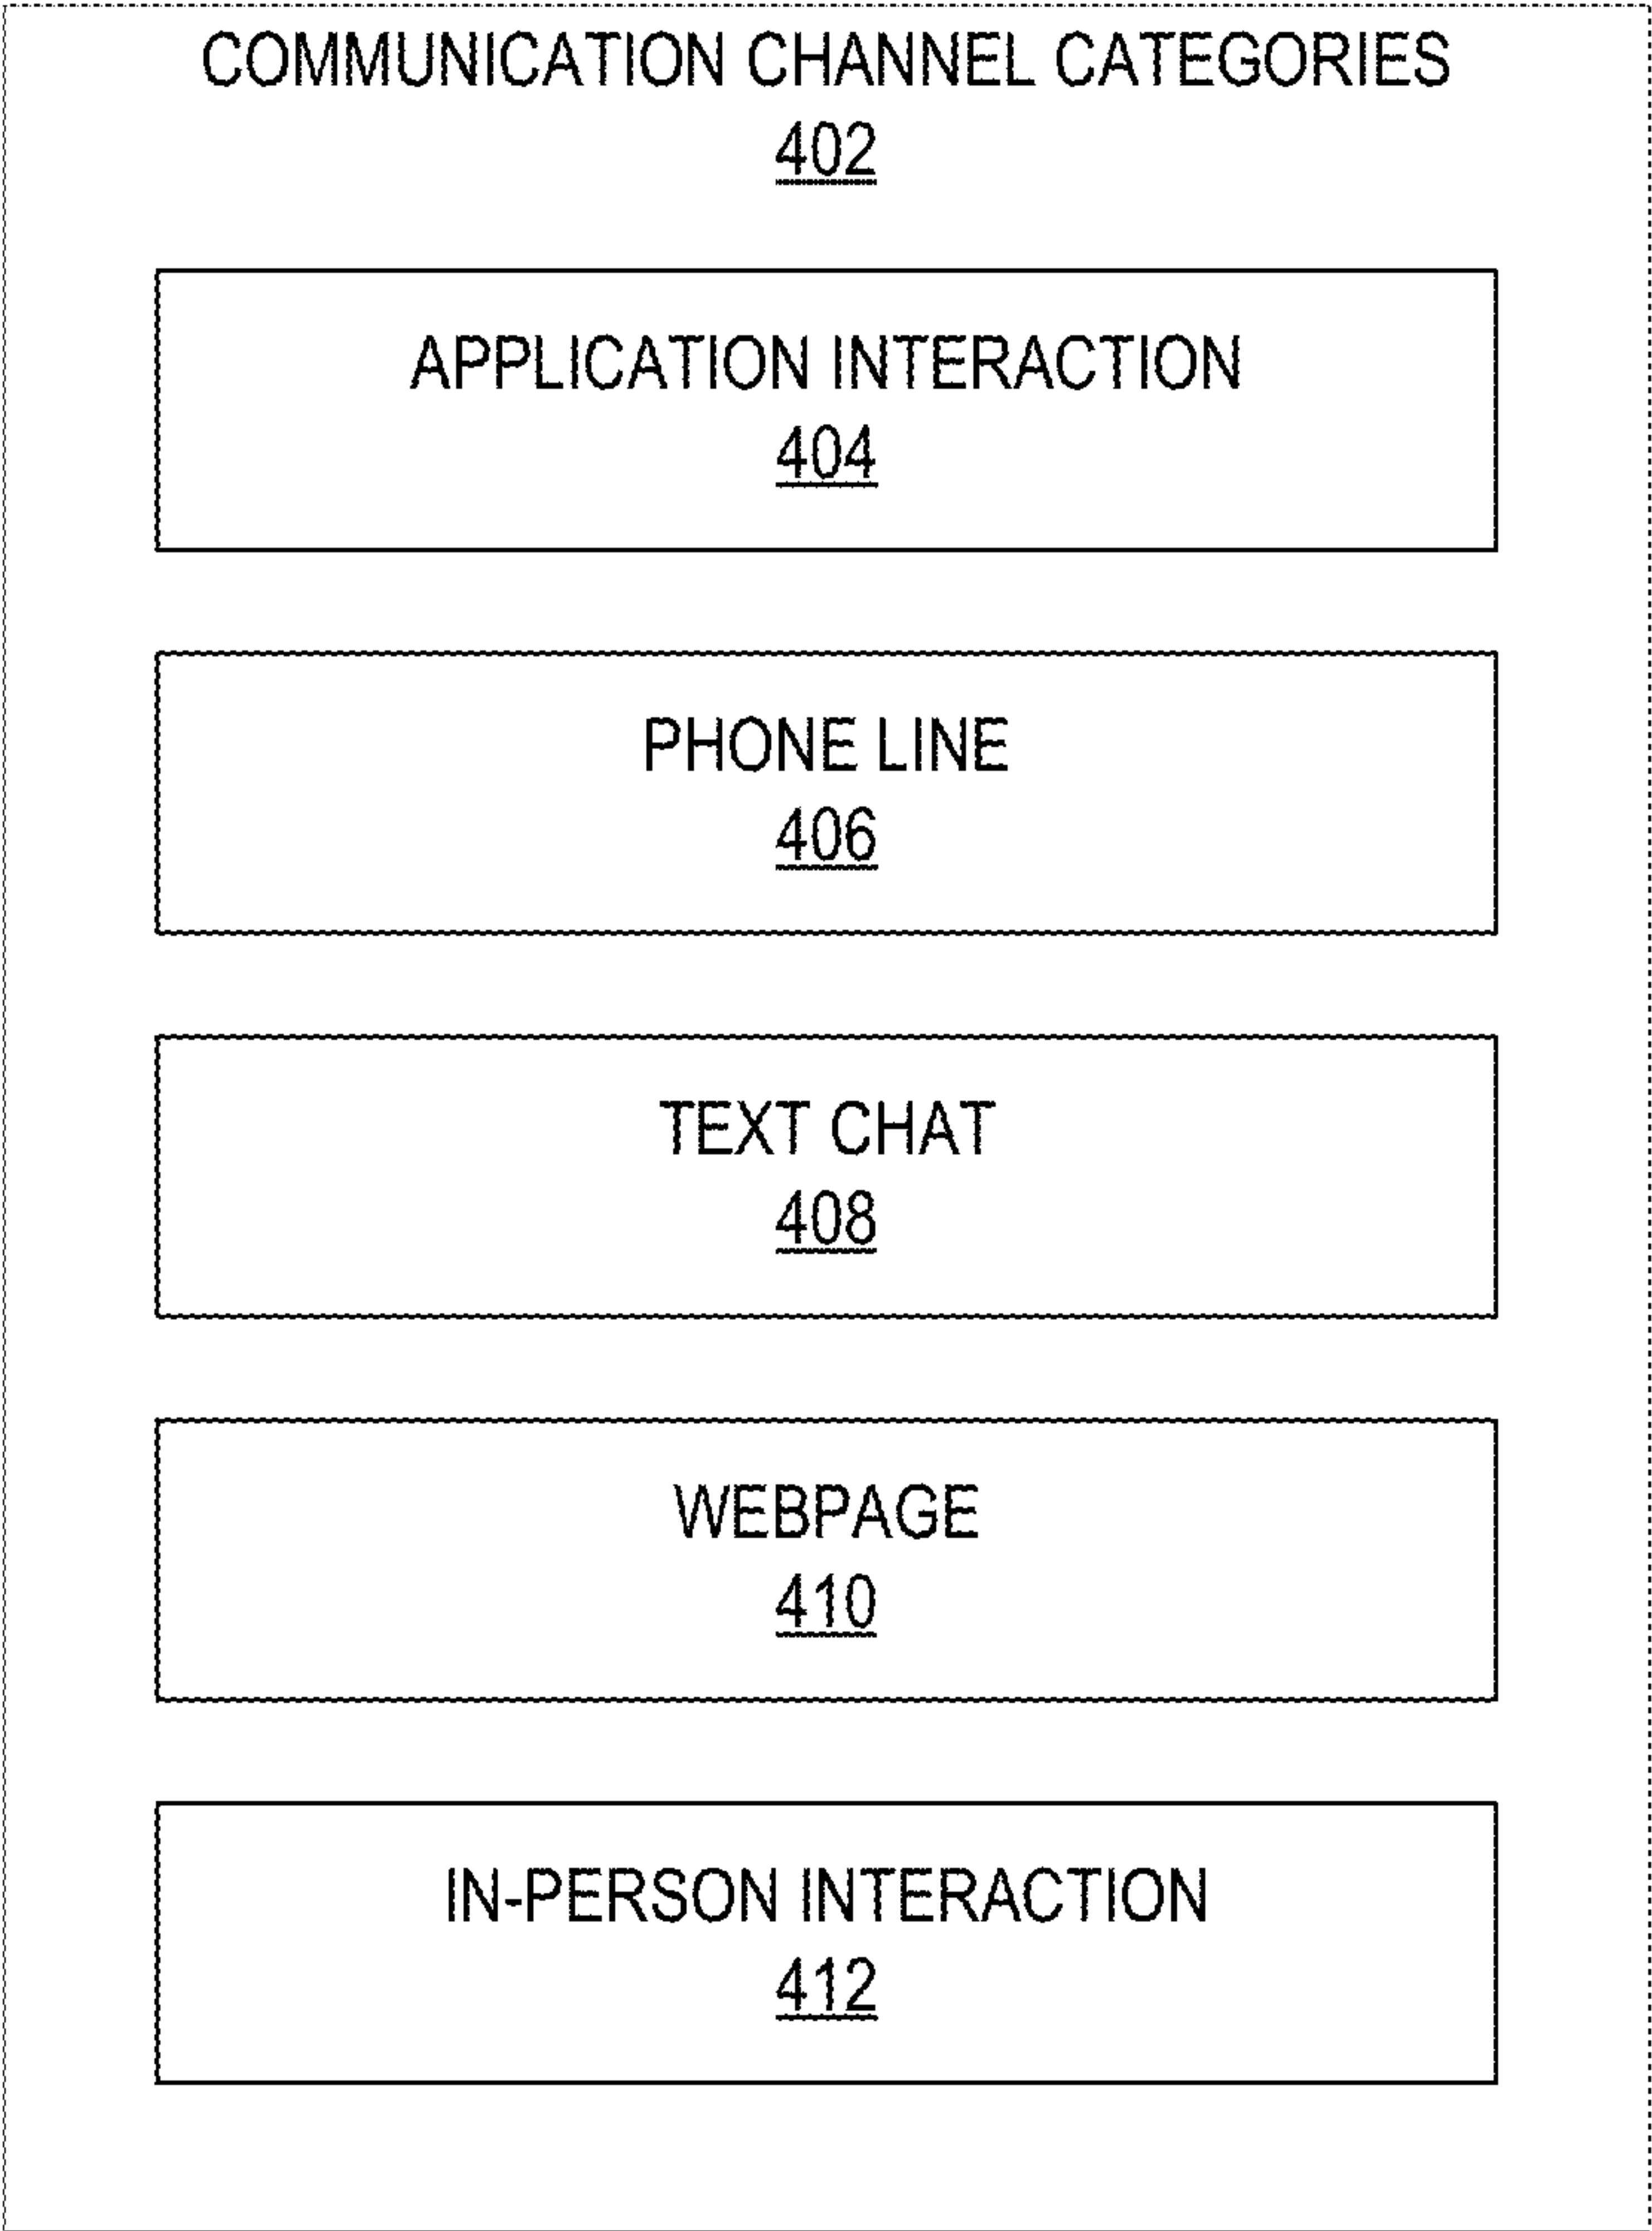 COMMUNICATION CHANNEL CATEGORIES
402
APPLICATION INTERACTION
404
PHONE LINE
406
TEXT CHAT
408
WEBPAGE
410
IN-PERSON INTERACTION
412